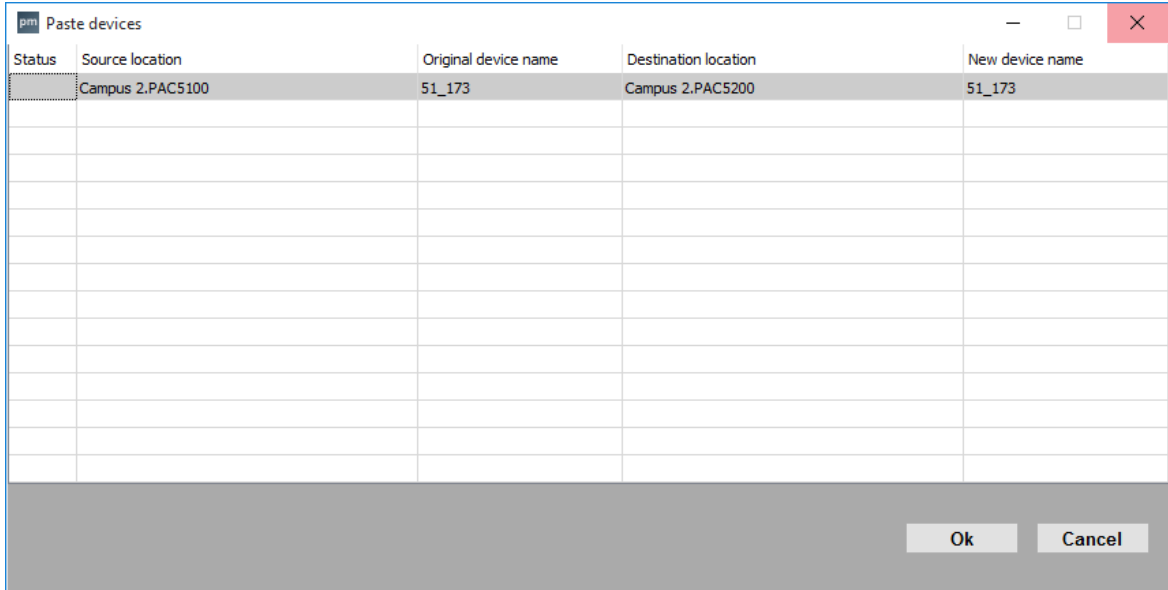 pm Paste devices
Status Source location Original device name Destination location New device name
Campus 2.PAC5100 51_173 Campus 2.PAC5200 51_173
Ok Cancel